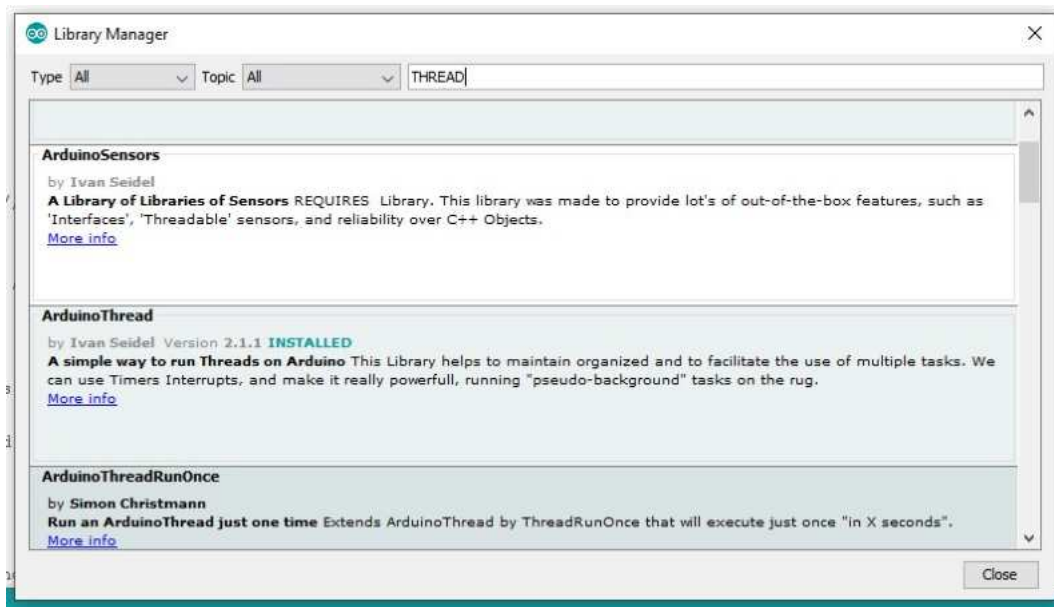 Library Manager
Type All Topic All THREAD
ArduinoSensors
by Ivan Seidel
A Library of Libraries of Sensors REQUIRES Library. This library was made to provide lot's of out-of-the-box features, such as
'Interfaces', 'Threadable' sensors, and reliability over C++ Objects.
More info
ArduinoThread
by Ivan Seidel Version 2.1.1 INSTALLED
A simple way to run Threads on Arduino This Library helps to maintain organized and to facilitate the use of multiple tasks. We
can use Timers Interrupts, and make it really powerfull, running "pseudo-background" tasks on the rug.
More info
ArduinoThreadRunOnce
by Simon Christmann
Run an ArduinoThread just one time Extends ArduinoThread by ThreadRunOnce that will execute just once "in X seconds".
More info
Close